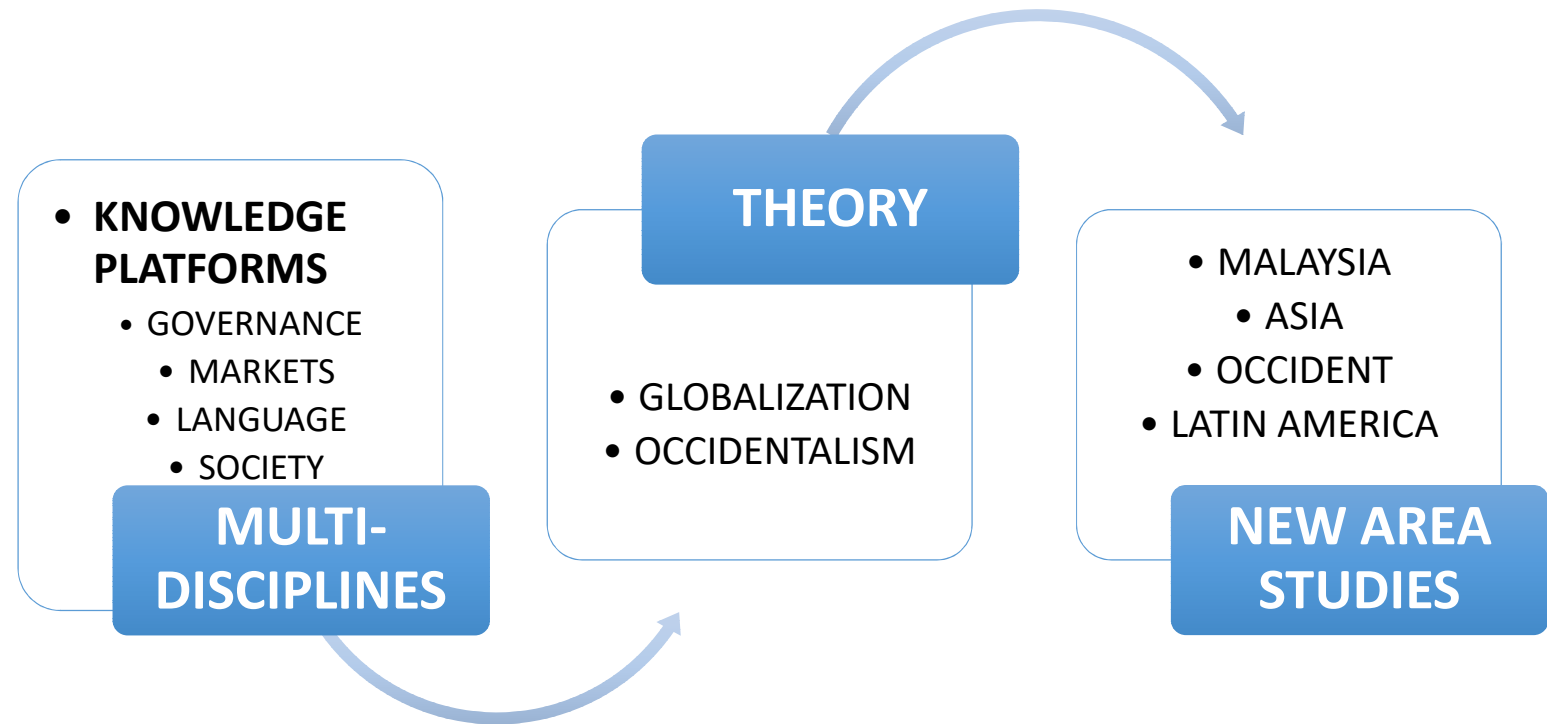 • KNOWLEDGE
PLATFORMS
• GOVERNANCE
• MARKETS
• LANGUAGE
• SOCIETY
MULTI-
DISCIPLINES
THEORY
• GLOBALIZATION
• OCCIDENTALISM
• MALAYSIA
• ASIA
• OCCIDENT
• LATIN AMERICA
NEW AREA
STUDIES